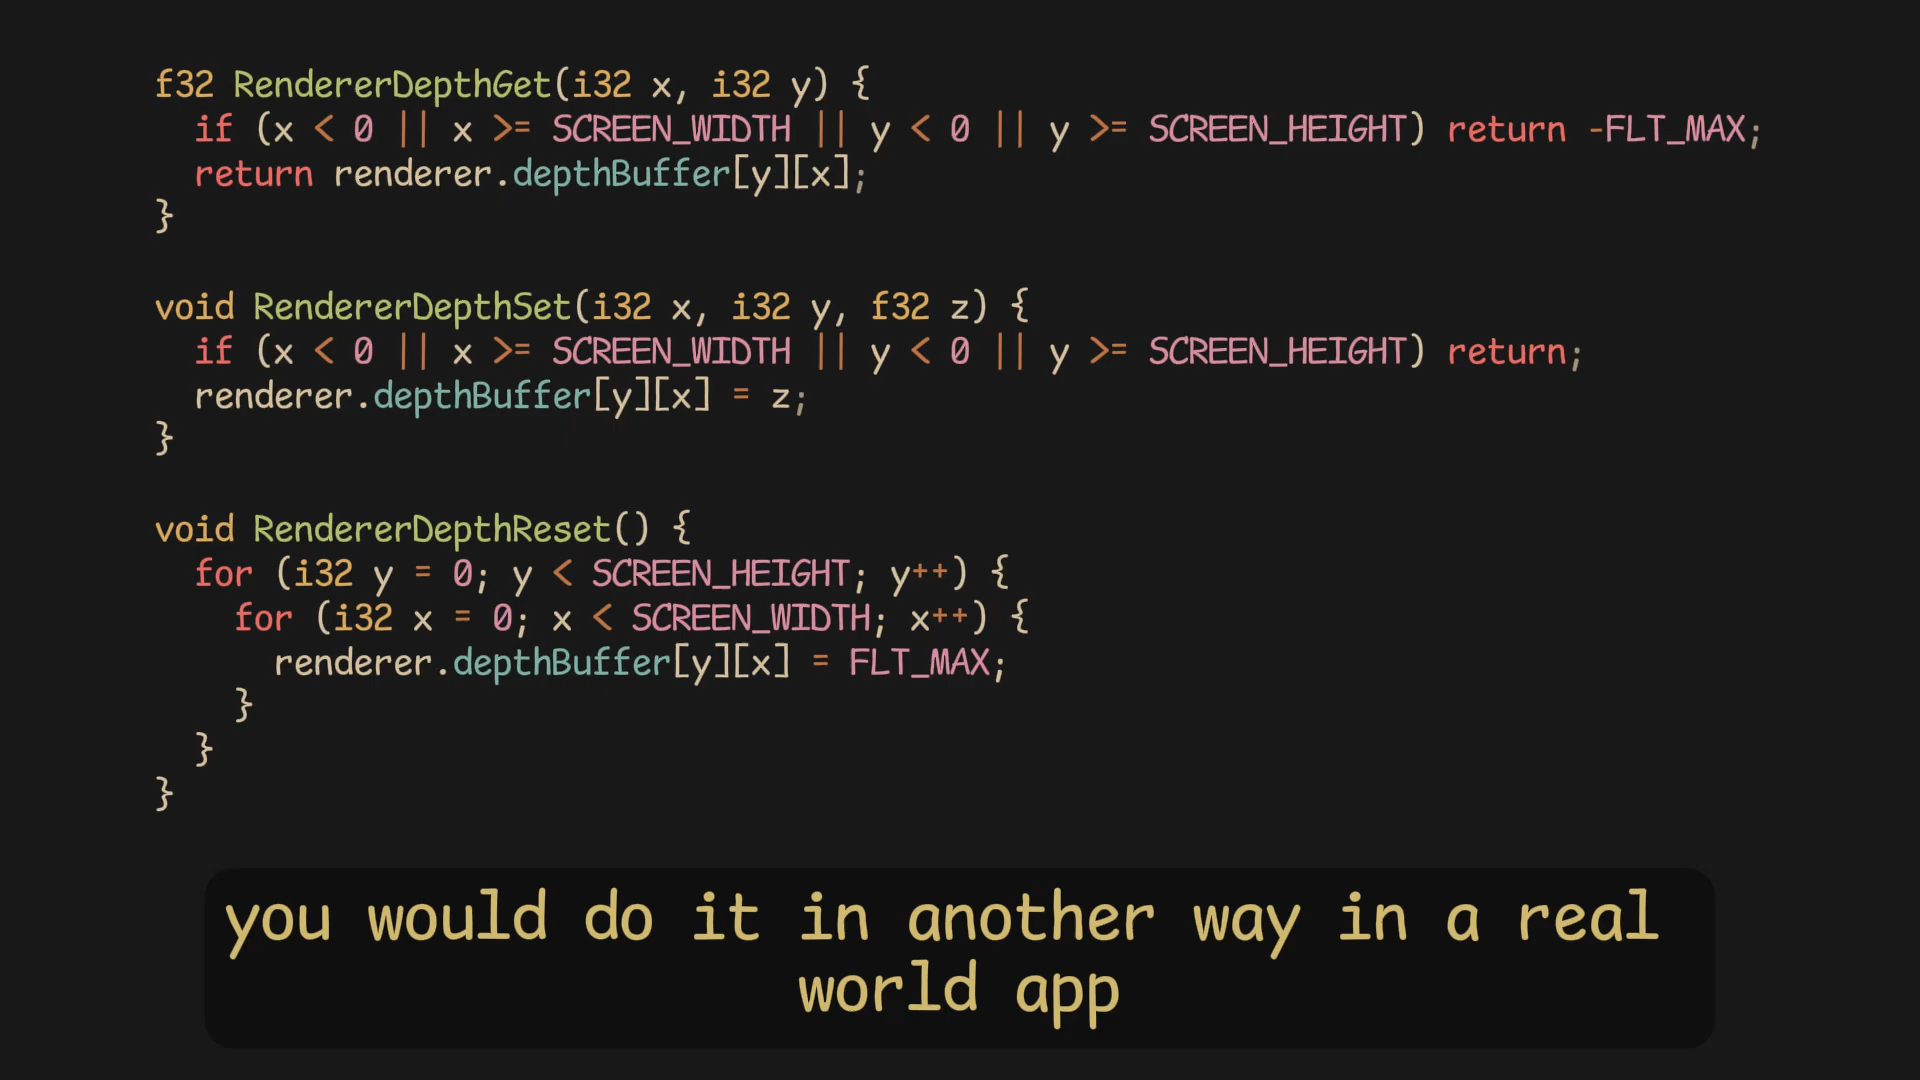 f32 RendererDepthGet(i32 x, i32 y) {
  if (x < 0 || x >= SCREEN_WIDTH || y < 0 || y >= SCREEN_HEIGHT) return -FLT_MAX;
  return renderer.depthBuffer[y][x];
}

void RendererDepthSet(i32 x, i32 y, f32 z) {
  if (x < 0 || x >= SCREEN_WIDTH || y < 0 || y >= SCREEN_HEIGHT) return;
  renderer.depthBuffer[y][x] = z;
}

void RendererDepthReset() {
  for (i32 y = 0; y < SCREEN_HEIGHT; y++) {
    for (i32 x = 0; x < SCREEN_WIDTH; x++) {
      renderer.depthBuffer[y][x] = FLT_MAX;
    }
  }
}
you would do it in another way in a real
world app